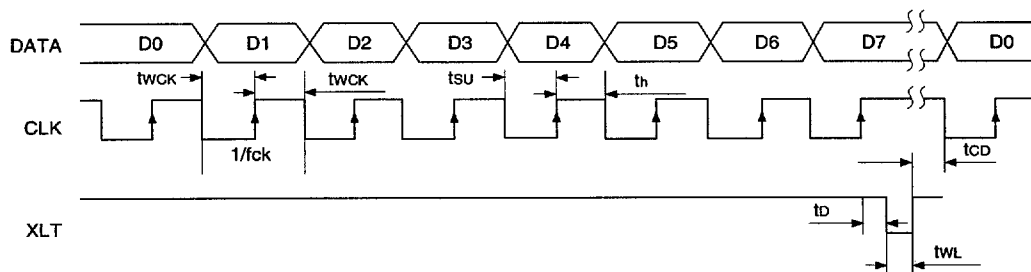 DATA D0 D1 D2 D3 D4 D5 D6 D7 D0
tWCK tWCK tSU th
CLK
1/fCK tCD
XLT tD
tWL